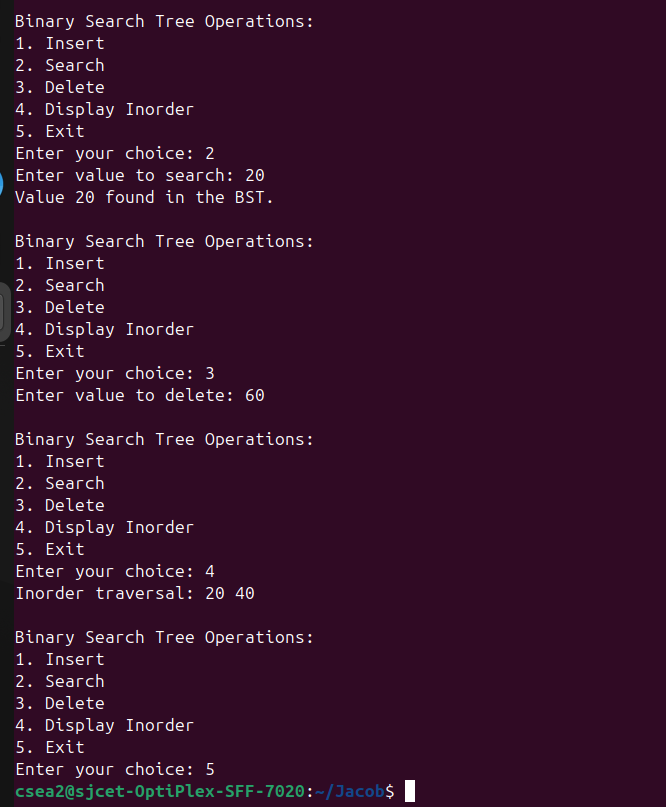 Binary Search Tree Operations:
1. Insert
2. Search
3. Delete
4. Display Inorder
5. Exit
Enter your choice: 2
Enter value to search: 20
Value 20 found in the BST.
Binary Search Tree Operations:
1. Insert
2. Search
3. Delete
4. Display Inorder
5. Exit
Enter your choice: 3
Enter value to delete: 60
Binary Search Tree Operations:
1. Insert
2. Search
3. Delete
4. Display Inorder
5. Exit
Enter your choice: 4
Inorder traversal: 20 40
Binary Search Tree Operations:
1. Insert
2. Search
3. Delete
4. Display Inorder
5. Exit
Enter your choice: 5
csea2@sjcet-OptiPlex-SFF-7020:~/Jacob$